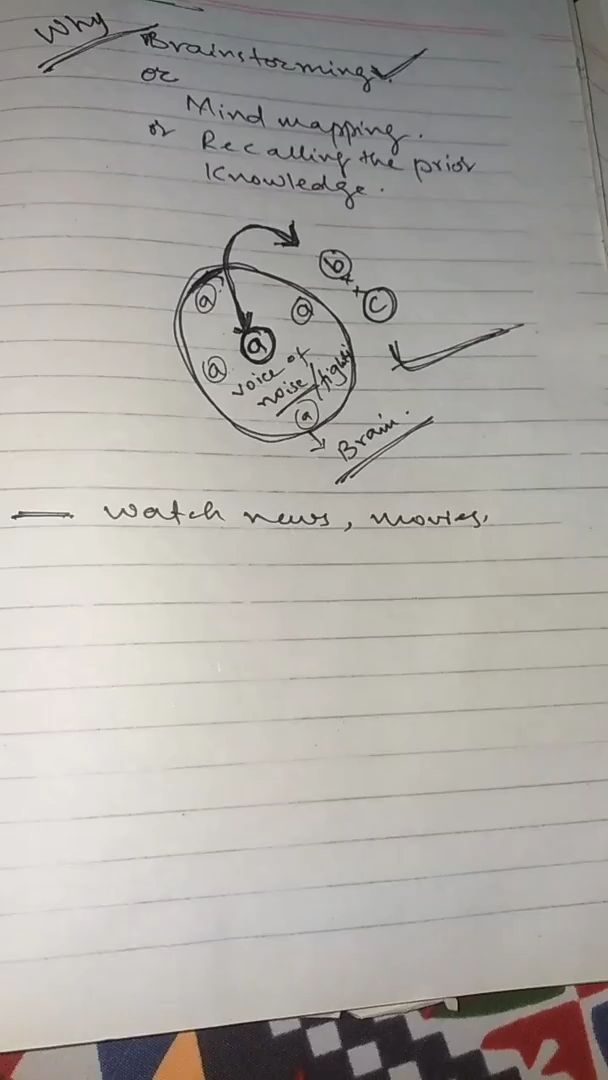 Why
Brainstorming
or
Mind mapping.
or Recalling the prior
Knowledge.
b
a
a
c
a
a
voice of
noise/
a
Brain.
— watch news, movies.